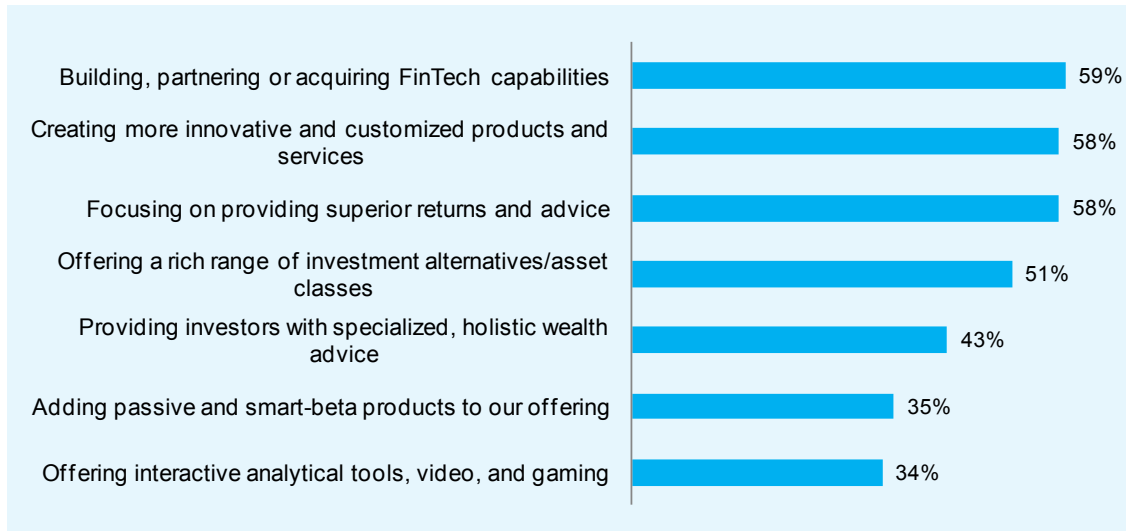 Building, partnering or acquiring FinTech capabilities
59%
Creating more innovative and customized products and
services
58%
Focusing on providing superior returns and advice
58%
Offering a rich range of investment alternatives/asset
classes
51%
Providing investors with specialized, holistic wealth
advice
43%
Adding passive and smart-beta products to our offering
35%
Offering interactive analytical tools, video, and gaming
34%